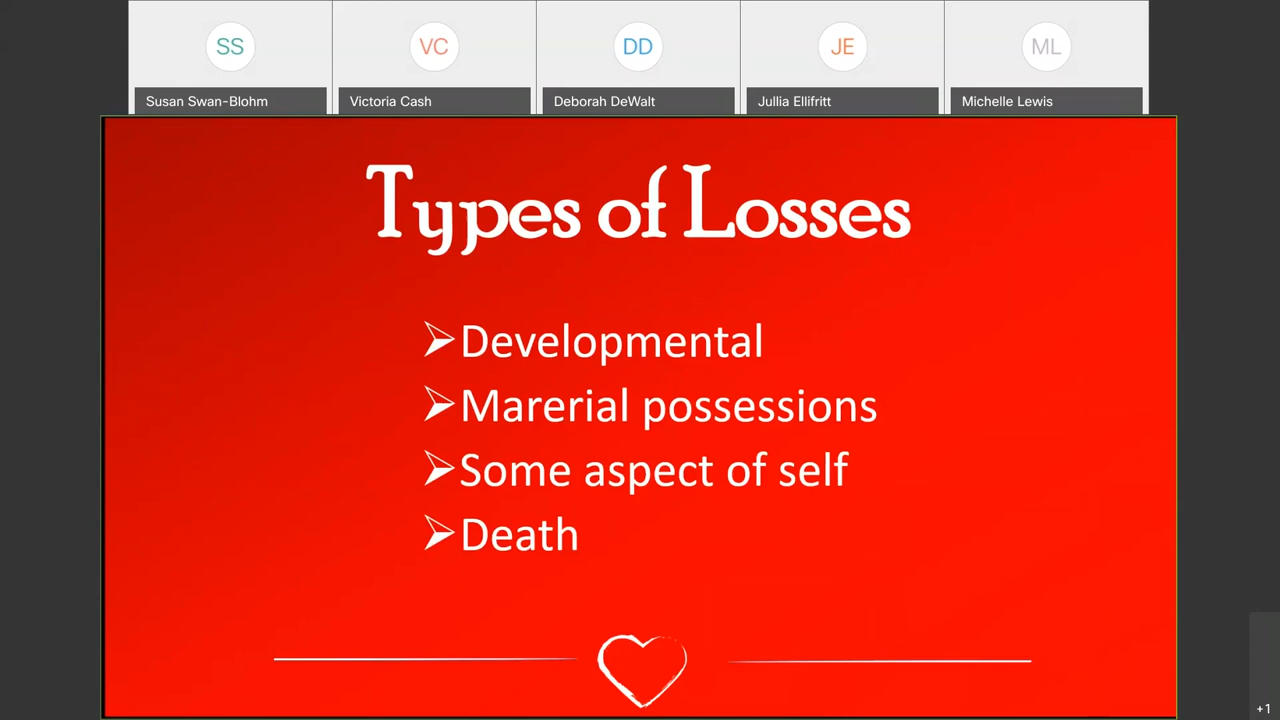 SS
VC
DD
JE
ML
Susan Swan-Blohm
Victoria Cash
Deborah DeWalt
Jullia Ellifritt
Michelle Lewis
Types of Losses
Developmental
Marerial possessions
Some aspect of self
Death
+1